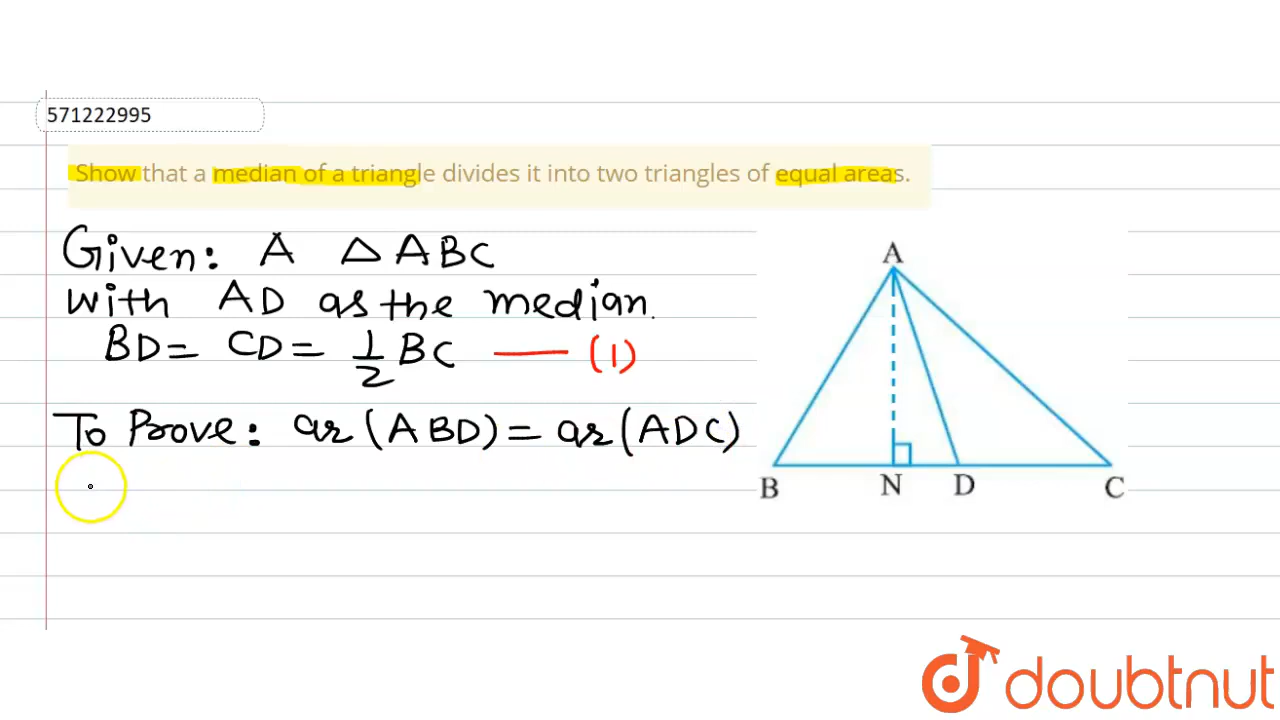 571222995
Show that a median of a triangle divides it into two triangles of equal areas.
Given: A △ ABC
with AD as the median.
BD = CD = 1/2 BC —— (1)
To Prove: ar (ABD) = ar (ADC)
A
B N D C
doubtnut